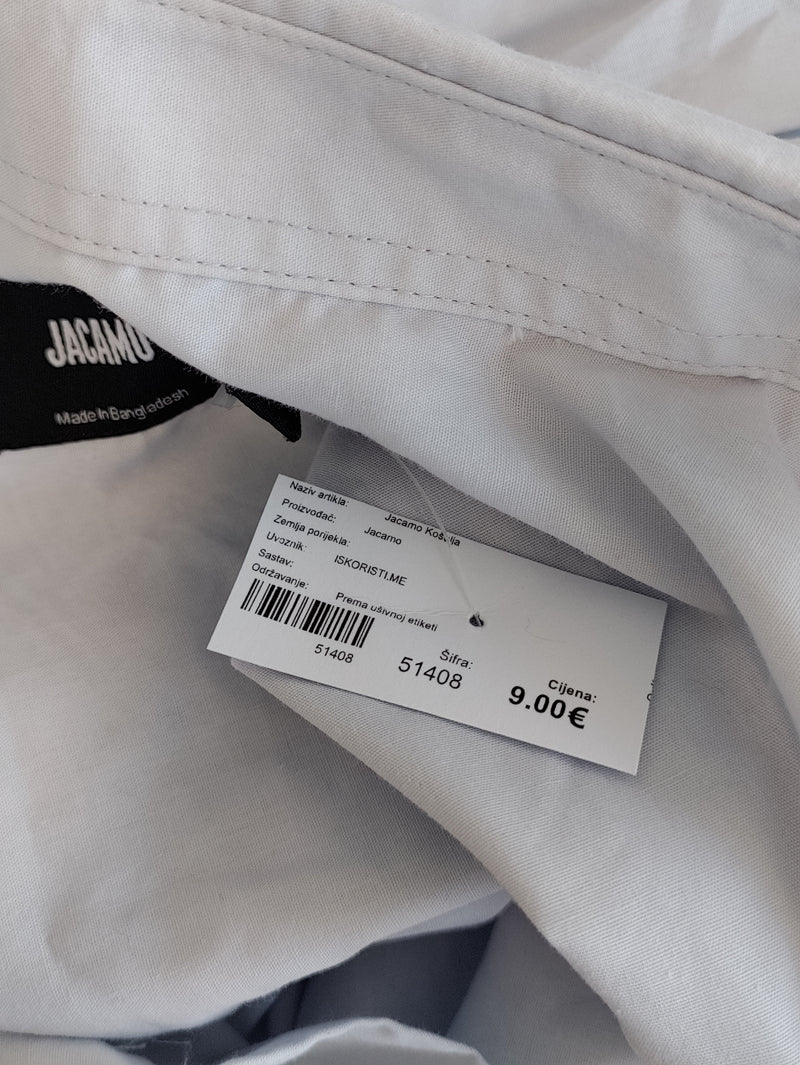 JACAMO
Made In Bangladesh
Naziv artikla: Jacamo Košulja
Proizvođač: Jacamo
Zemlja porijekla:
Uvoznik: ISKORISTI.ME
Sastav:
Održavanje: Prema ušivnoj etiketi
51408
Šifra:
51408
Cijena:
9.00€